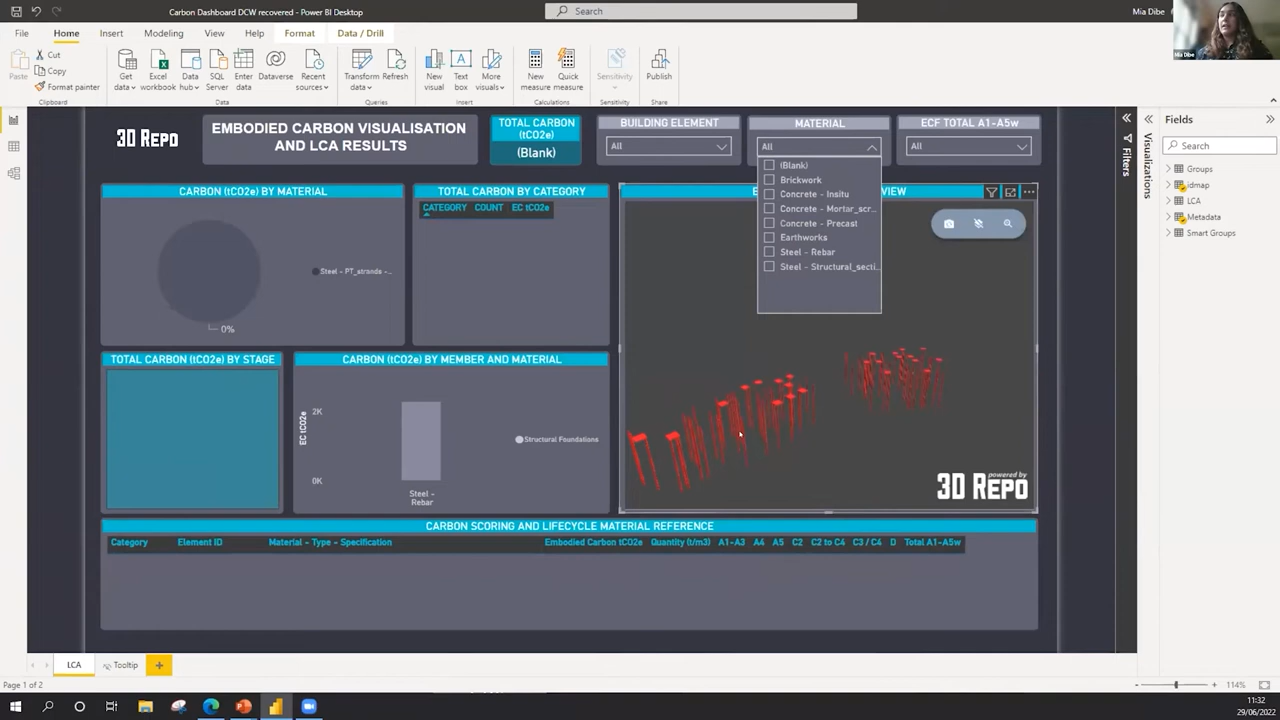 Carbon Dashboard DCW recovered - Power BI Desktop
Search
Mia Dibe
File
Home
Insert
Modeling
View
Help
Format
Data / Drill
Paste
Cut
Copy
Format painter
Clipboard
Get data
Excel workbook
Data hub
SQL Server
Enter data
Dataverse
Recent sources
Data
Transform data
Refresh
Queries
New visual
Text box
More visuals
Insert
New measure
Quick measure
Calculations
Sensitivity
Sensitivity
Publish
Share
Mia Dibe
3D REPO
EMBODIED CARBON VISUALISATION
AND LCA RESULTS
TOTAL CARBON
(tCO2e)
(Blank)
BUILDING ELEMENT
All
MATERIAL
All
(Blank)
Brickwork
Concrete - Insitu
Concrete - Mortar_scr...
Concrete - Precast
Earthworks
Steel - Rebar
Steel - Structural_secti...
ECF TOTAL A1-A5w
All
Filters
Visualizations
Fields
Search
Groups
idmap
LCA
Metadata
Smart Groups
CARBON (tCO2e) BY MATERIAL
Steel - PT_strands -...
0%
TOTAL CARBON BY CATEGORY
CATEGORY COUNT EC tCO2e
VIEW
TOTAL CARBON (tCO2e) BY STAGE
CARBON (tCO2e) BY MEMBER AND MATERIAL
EC tCO2e
2K
0K
Steel -
Rebar
Structural Foundations
powered by
3D REPO
CARBON SCORING AND LIFECYCLE MATERIAL REFERENCE
Category Element ID Material - Type - Specification Embodied Carbon tCO2e Quantity (t/m3) A1-A3 A4 A5 C2 C2 to C4 C3 / C4 D Total A1-A5w
LCA
Tooltip
Page 1 of 2
114%
11:32
29/06/2022